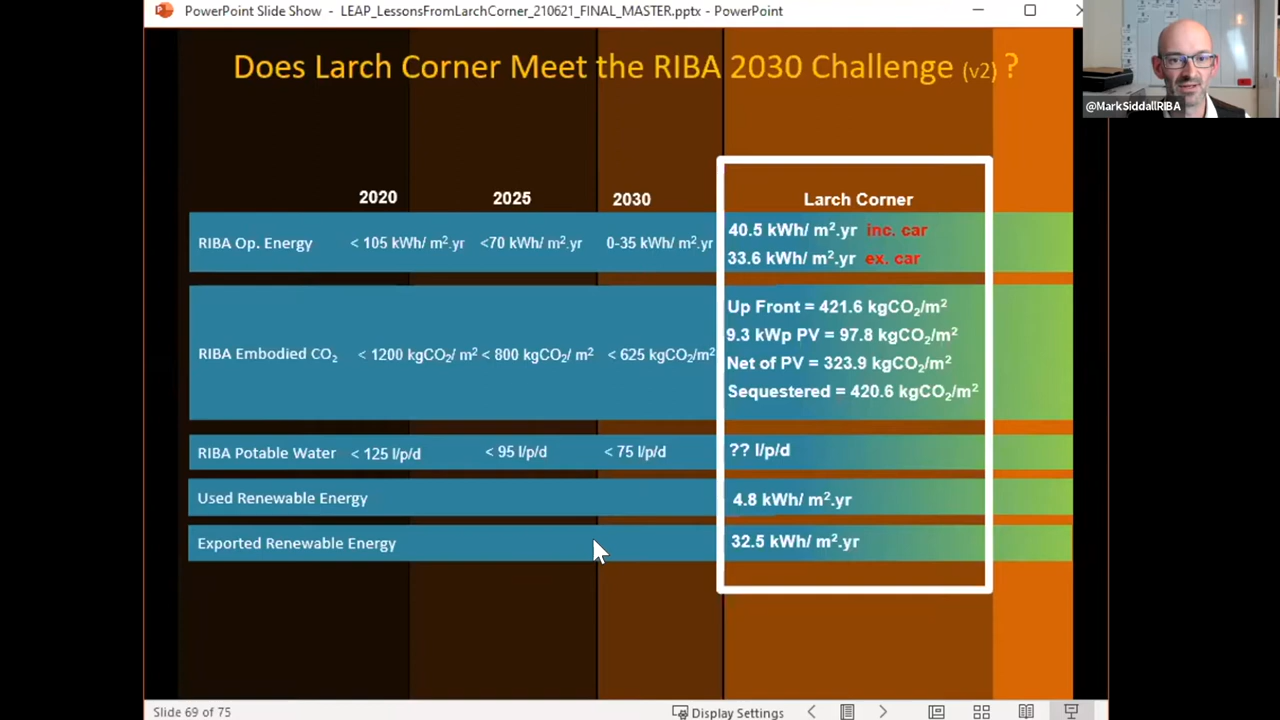 PowerPoint Slide Show - LEAP_LessonsFromLarchCorner_210621_FINAL_MASTER.pptx - PowerPoint
Does Larch Corner Meet the RIBA 2030 Challenge (v2) ?
@MarkSiddallRIBA
2020 2025 2030 Larch Corner
RIBA Op. Energy < 105 kWh/ m².yr <70 kWh/ m².yr 0-35 kWh/m².yr 40.5 kWh/ m².yr inc. car
33.6 kWh/ m².yr ex. car
RIBA Embodied CO₂ < 1200 kgCO₂/ m² < 800 kgCO₂/ m² < 625 kgCO₂/m² Up Front = 421.6 kgCO₂/m²
9.3 kWp PV = 97.8 kgCO₂/m²
Net of PV = 323.9 kgCO₂/m²
Sequestered = 420.6 kgCO₂/m²
RIBA Potable Water < 125 l/p/d < 95 l/p/d < 75 l/p/d ?? l/p/d
Used Renewable Energy 4.8 kWh/ m².yr
Exported Renewable Energy 32.5 kWh/ m².yr
Slide 69 of 75 Display Settings